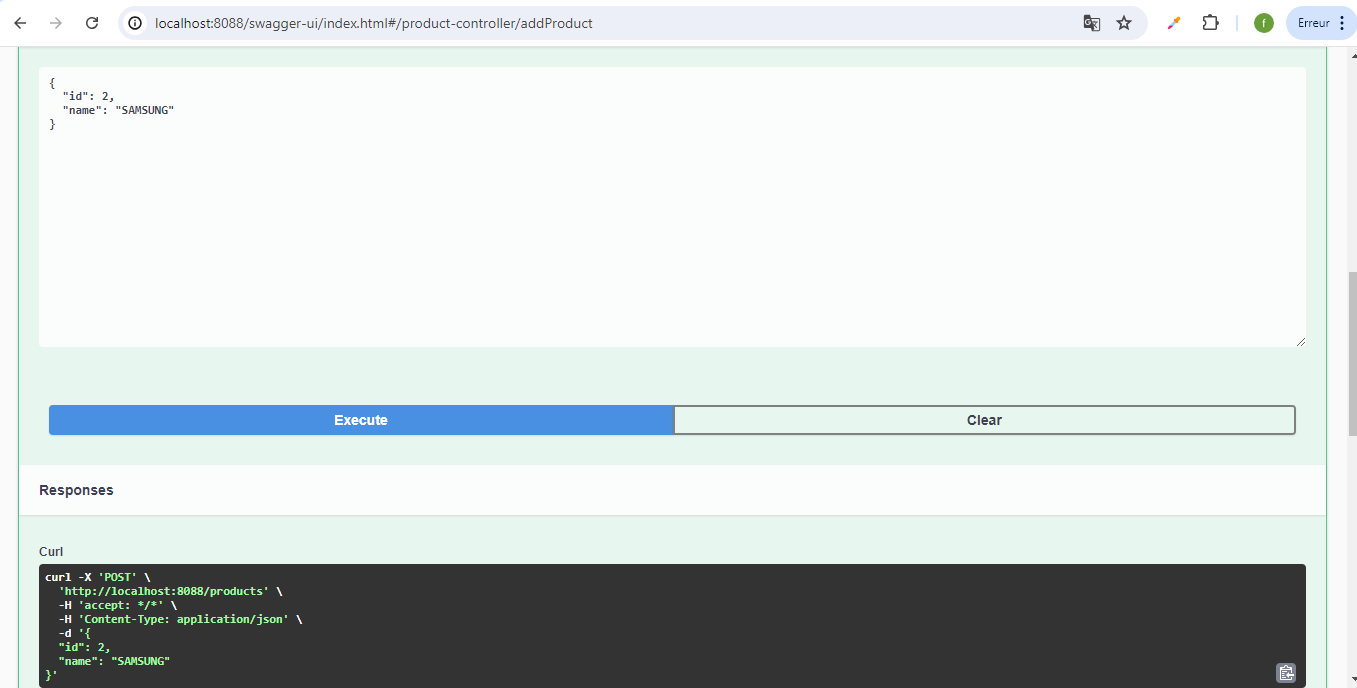 localhost:8088/swagger-ui/index.html#/product-controller/addProduct
f
Erreur
{
  "id": 2,
  "name": "SAMSUNG"
}
Execute
Clear
Responses
Curl
curl -X 'POST' \
  'http://localhost:8088/products' \
  -H 'accept: */*' \
  -H 'Content-Type: application/json' \
  -d '{
  "id": 2,
  "name": "SAMSUNG"
}'